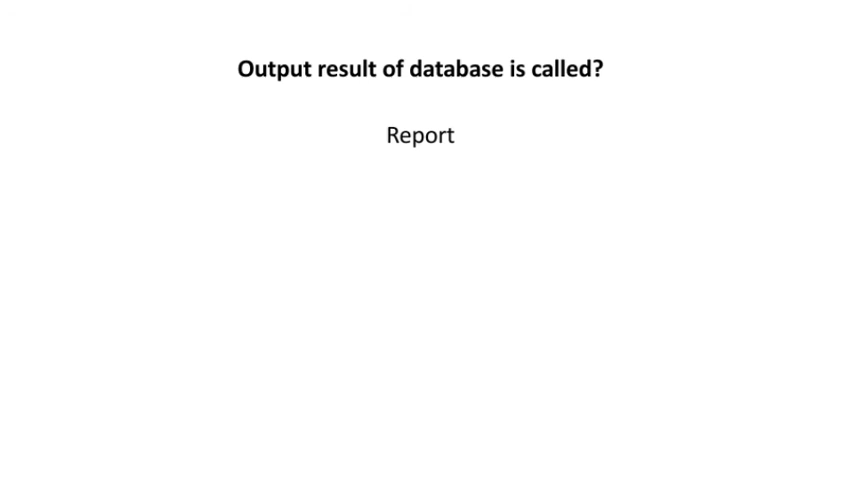 Output result of database is called?
Report